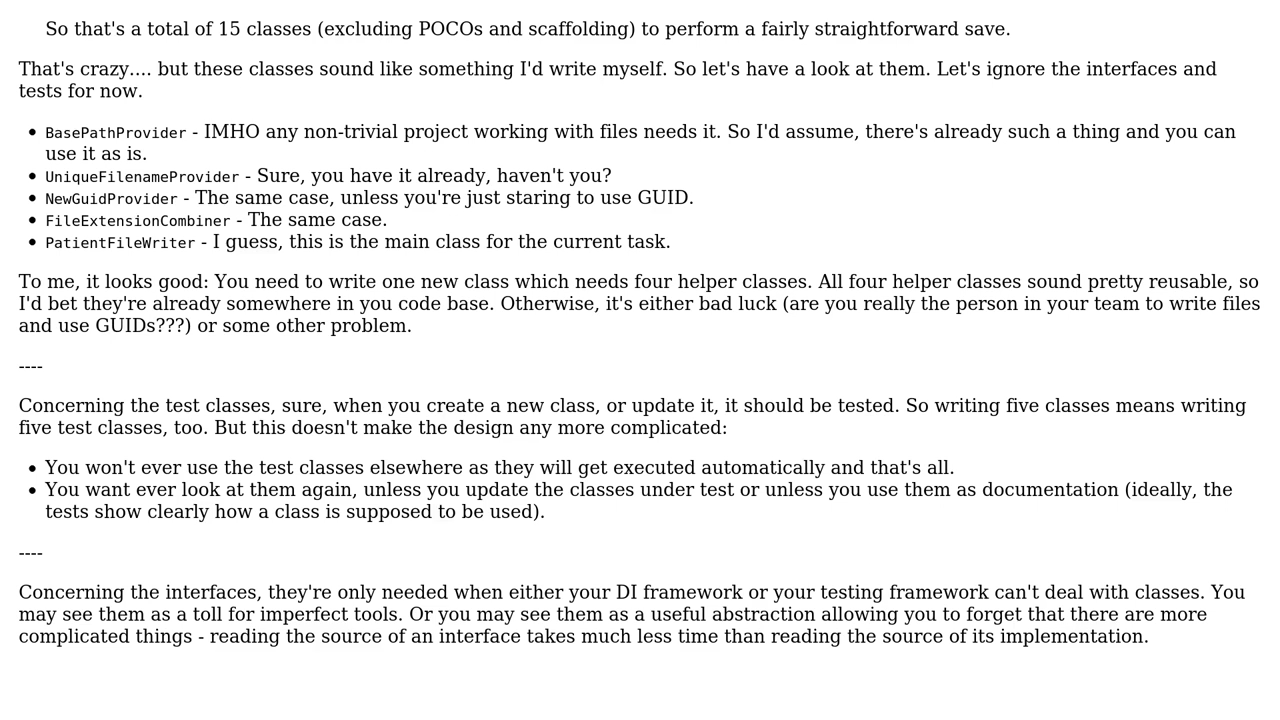 So that's a total of 15 classes (excluding POCOs and scaffolding) to perform a fairly straightforward save.
That's crazy.... but these classes sound like something I'd write myself. So let's have a look at them. Let's ignore the interfaces and
tests for now.
• BasePathProvider - IMHO any non-trivial project working with files needs it. So I'd assume, there's already such a thing and you can
use it as is.
• UniqueFilenameProvider - Sure, you have it already, haven't you?
• NewGuidProvider - The same case, unless you're just staring to use GUID.
• FileExtensionCombiner - The same case.
• PatientFileWriter - I guess, this is the main class for the current task.
To me, it looks good: You need to write one new class which needs four helper classes. All four helper classes sound pretty reusable, so
I'd bet they're already somewhere in you code base. Otherwise, it's either bad luck (are you really the person in your team to write files
and use GUIDs???) or some other problem.
----
Concerning the test classes, sure, when you create a new class, or update it, it should be tested. So writing five classes means writing
five test classes, too. But this doesn't make the design any more complicated:
• You won't ever use the test classes elsewhere as they will get executed automatically and that's all.
• You want ever look at them again, unless you update the classes under test or unless you use them as documentation (ideally, the
tests show clearly how a class is supposed to be used).
----
Concerning the interfaces, they're only needed when either your DI framework or your testing framework can't deal with classes. You
may see them as a toll for imperfect tools. Or you may see them as a useful abstraction allowing you to forget that there are more
complicated things - reading the source of an interface takes much less time than reading the source of its implementation.